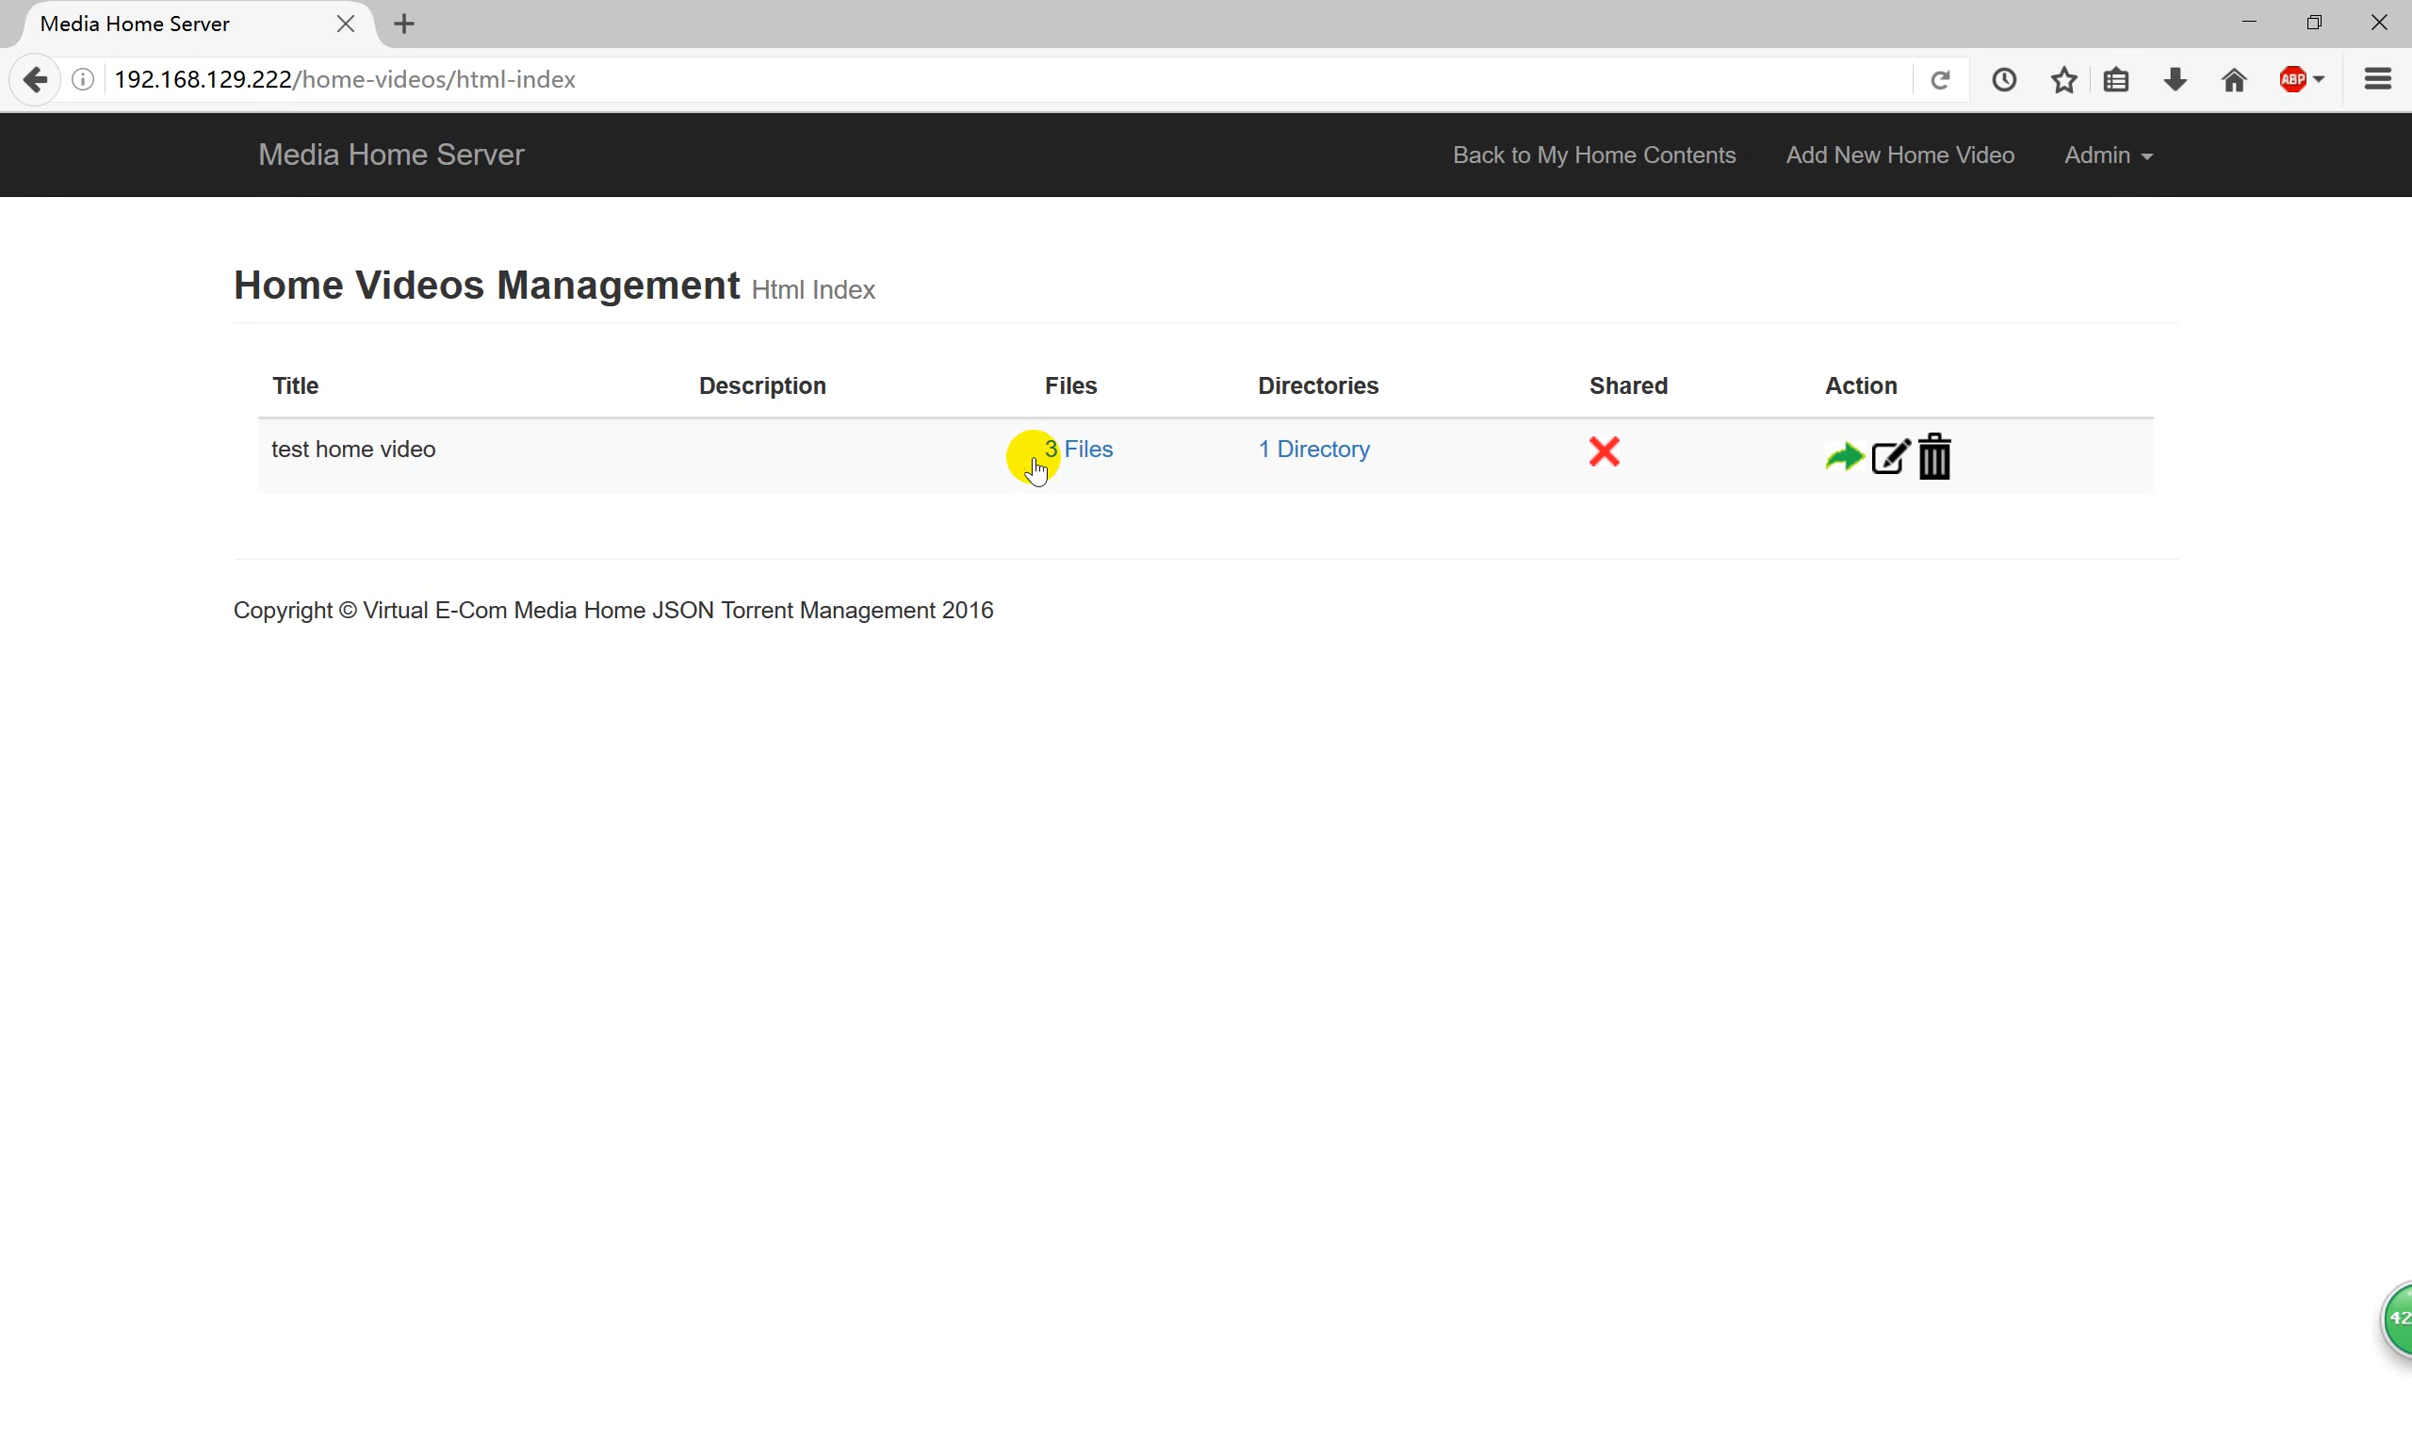 Media Home Server
192.168.129.222/home-videos/html-index
ABP
Media Home Server Back to My Home Contents Add New Home Video Admin
Home Videos Management Html Index
Title Description Files Directories Shared Action
test home video 3 Files 1 Directory
Copyright © Virtual E-Com Media Home JSON Torrent Management 2016
42